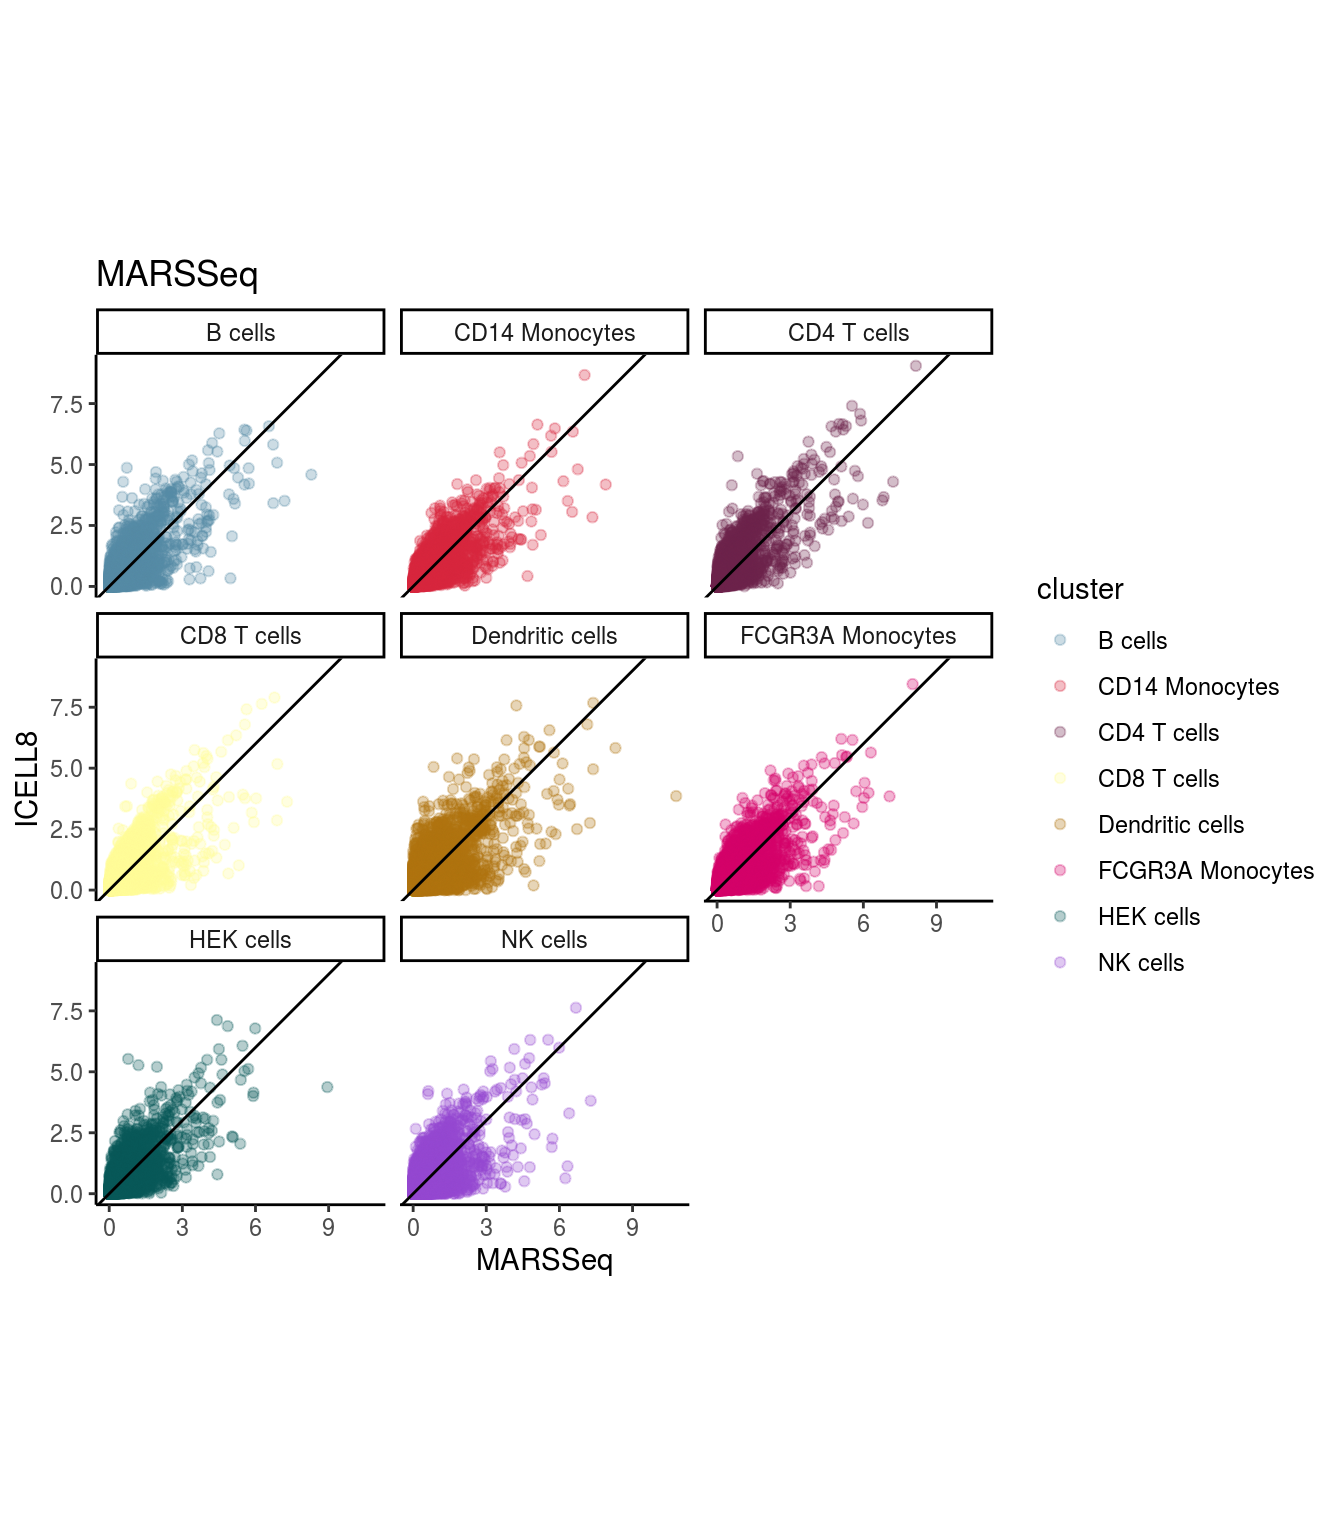 MARSSeq
B cells
CD14 Monocytes
CD4 T cells
7.5
5.0
2.5
0.0
CD8 T cells
Dendritic cells
FCGR3A Monocytes
7.5
5.0
2.5
0.0
0 3 6 9
HEK cells
NK cells
7.5
5.0
2.5
0.0
0 3 6 9
0 3 6 9
MARSSeq
ICELL8
cluster
B cells
CD14 Monocytes
CD4 T cells
CD8 T cells
Dendritic cells
FCGR3A Monocytes
HEK cells
NK cells